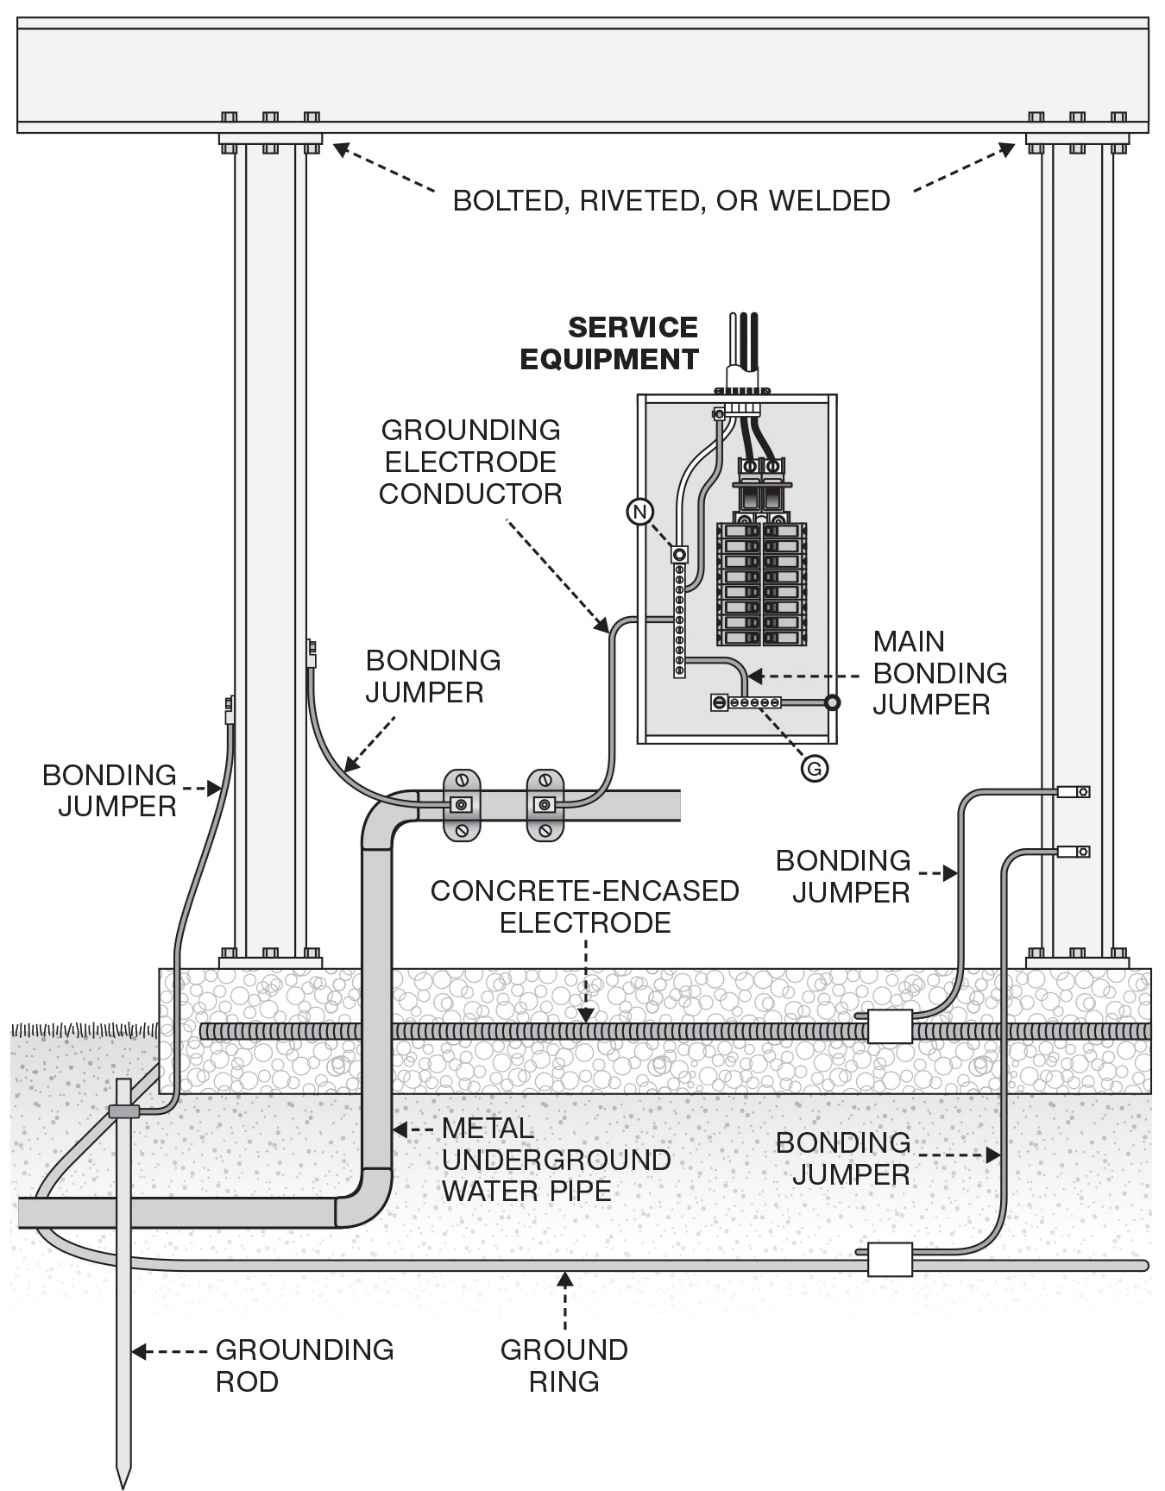 BOLTED, RIVETED, OR WELDED
SERVICE
EQUIPMENT
GROUNDING
ELECTRODE
CONDUCTOR
N
MAIN
BONDING
JUMPER
G
BONDING
JUMPER
BONDING
JUMPER
BONDING
JUMPER
CONCRETE-ENCASED
ELECTRODE
METAL
UNDERGROUND
WATER PIPE
BONDING
JUMPER
GROUNDING
ROD
GROUND
RING